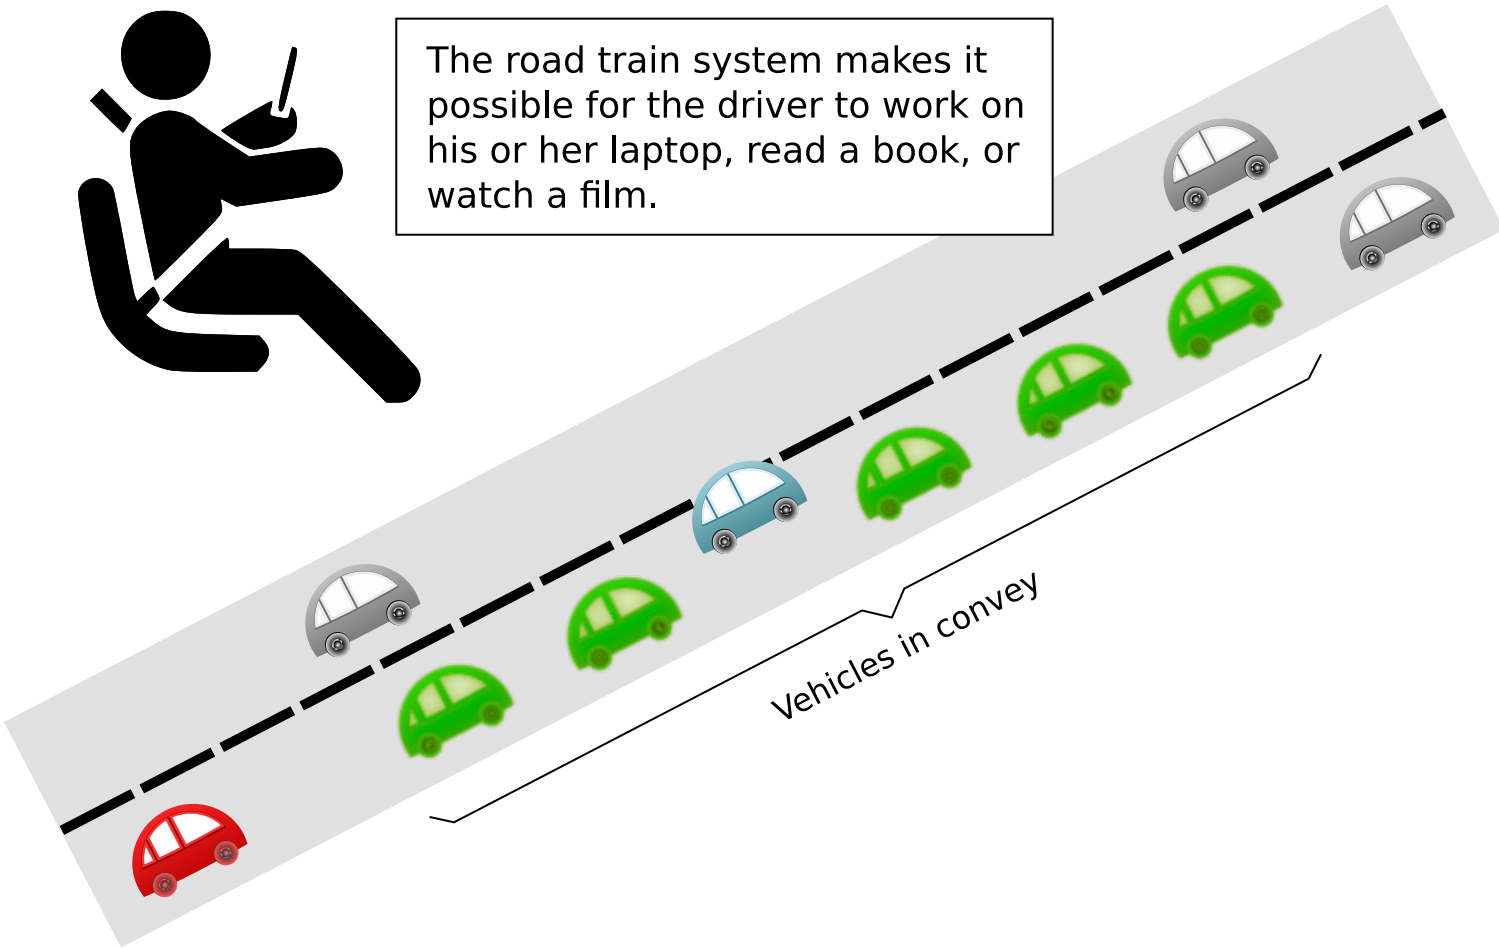 The road train system makes it
possible for the driver to work on
his or her laptop, read a book, or
watch a film.
Vehicles in convey